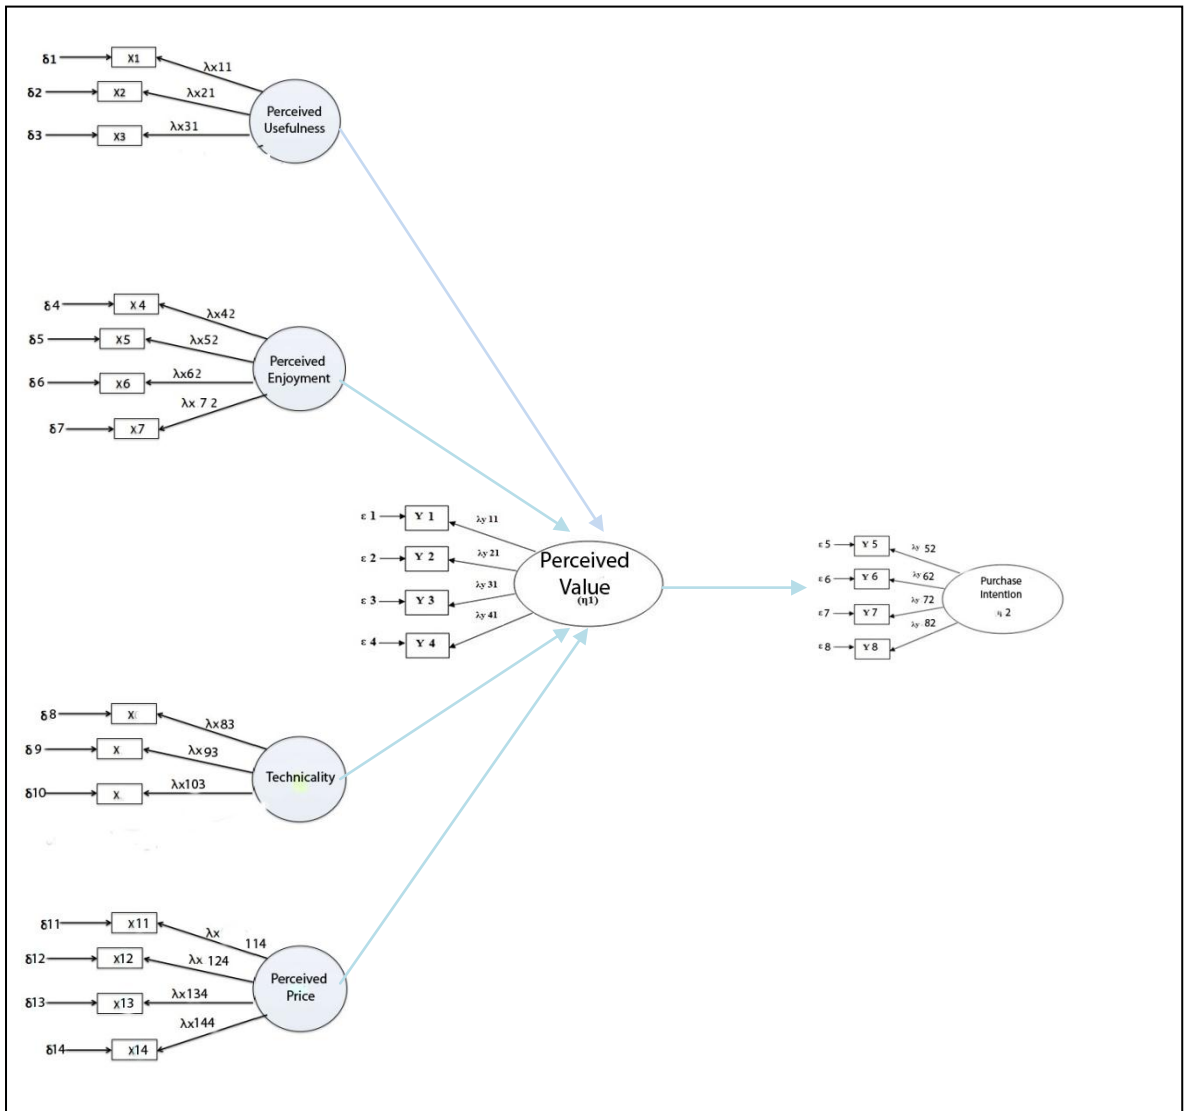 δ1 X1 λx11
δ2 X2 λx21
δ3 X3 λx31
Perceived
Usefulness
δ4 X4 λx42
δ5 X5 λx52
δ6 X6 λx62
δ7 X7 λx 7 2
Perceived
Enjoyment
ε 1 Y 1 λy 11
ε 2 Y 2 λy 21
ε 3 Y 3 λy 31
ε 4 Y 4 λy 41
Perceived
Value
(η1)
ε 5 Y 5 λy 52
ε 6 Y 6 λy 62
ε 7 Y 7 λy 72
ε 8 Y 8 λy 82
Purchase
Intention
η 2
δ8 X λx83
δ9 X λx93
δ10 X λx103
Technicality
δ11 X11 λx 114
δ12 X12 λx 124
δ13 X13 λx134
δ14 X14 λx144
Perceived
Price